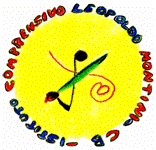 ISTITUTO COMPRENSIVO LEOPOLDO MONTINI - CB -